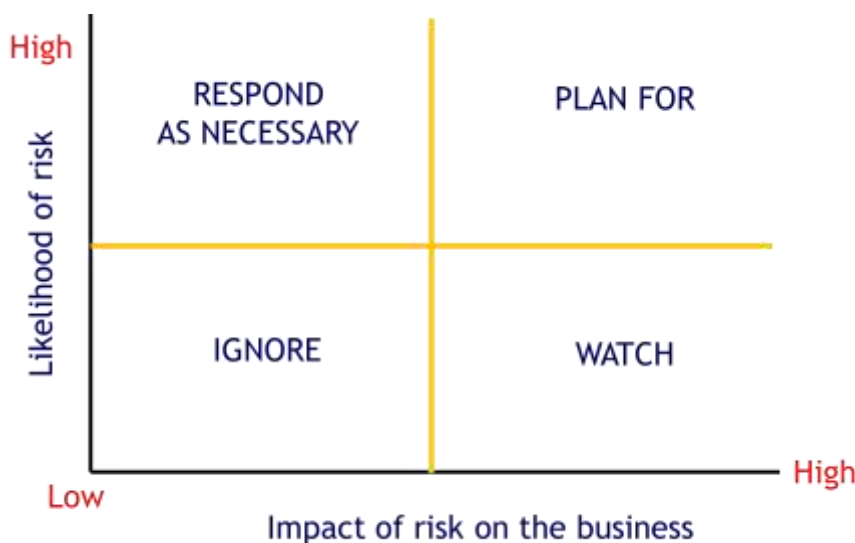 High
RESPOND
AS NECESSARY
PLAN FOR
Likelihood of risk
IGNORE
WATCH
Low
High
Impact of risk on the business